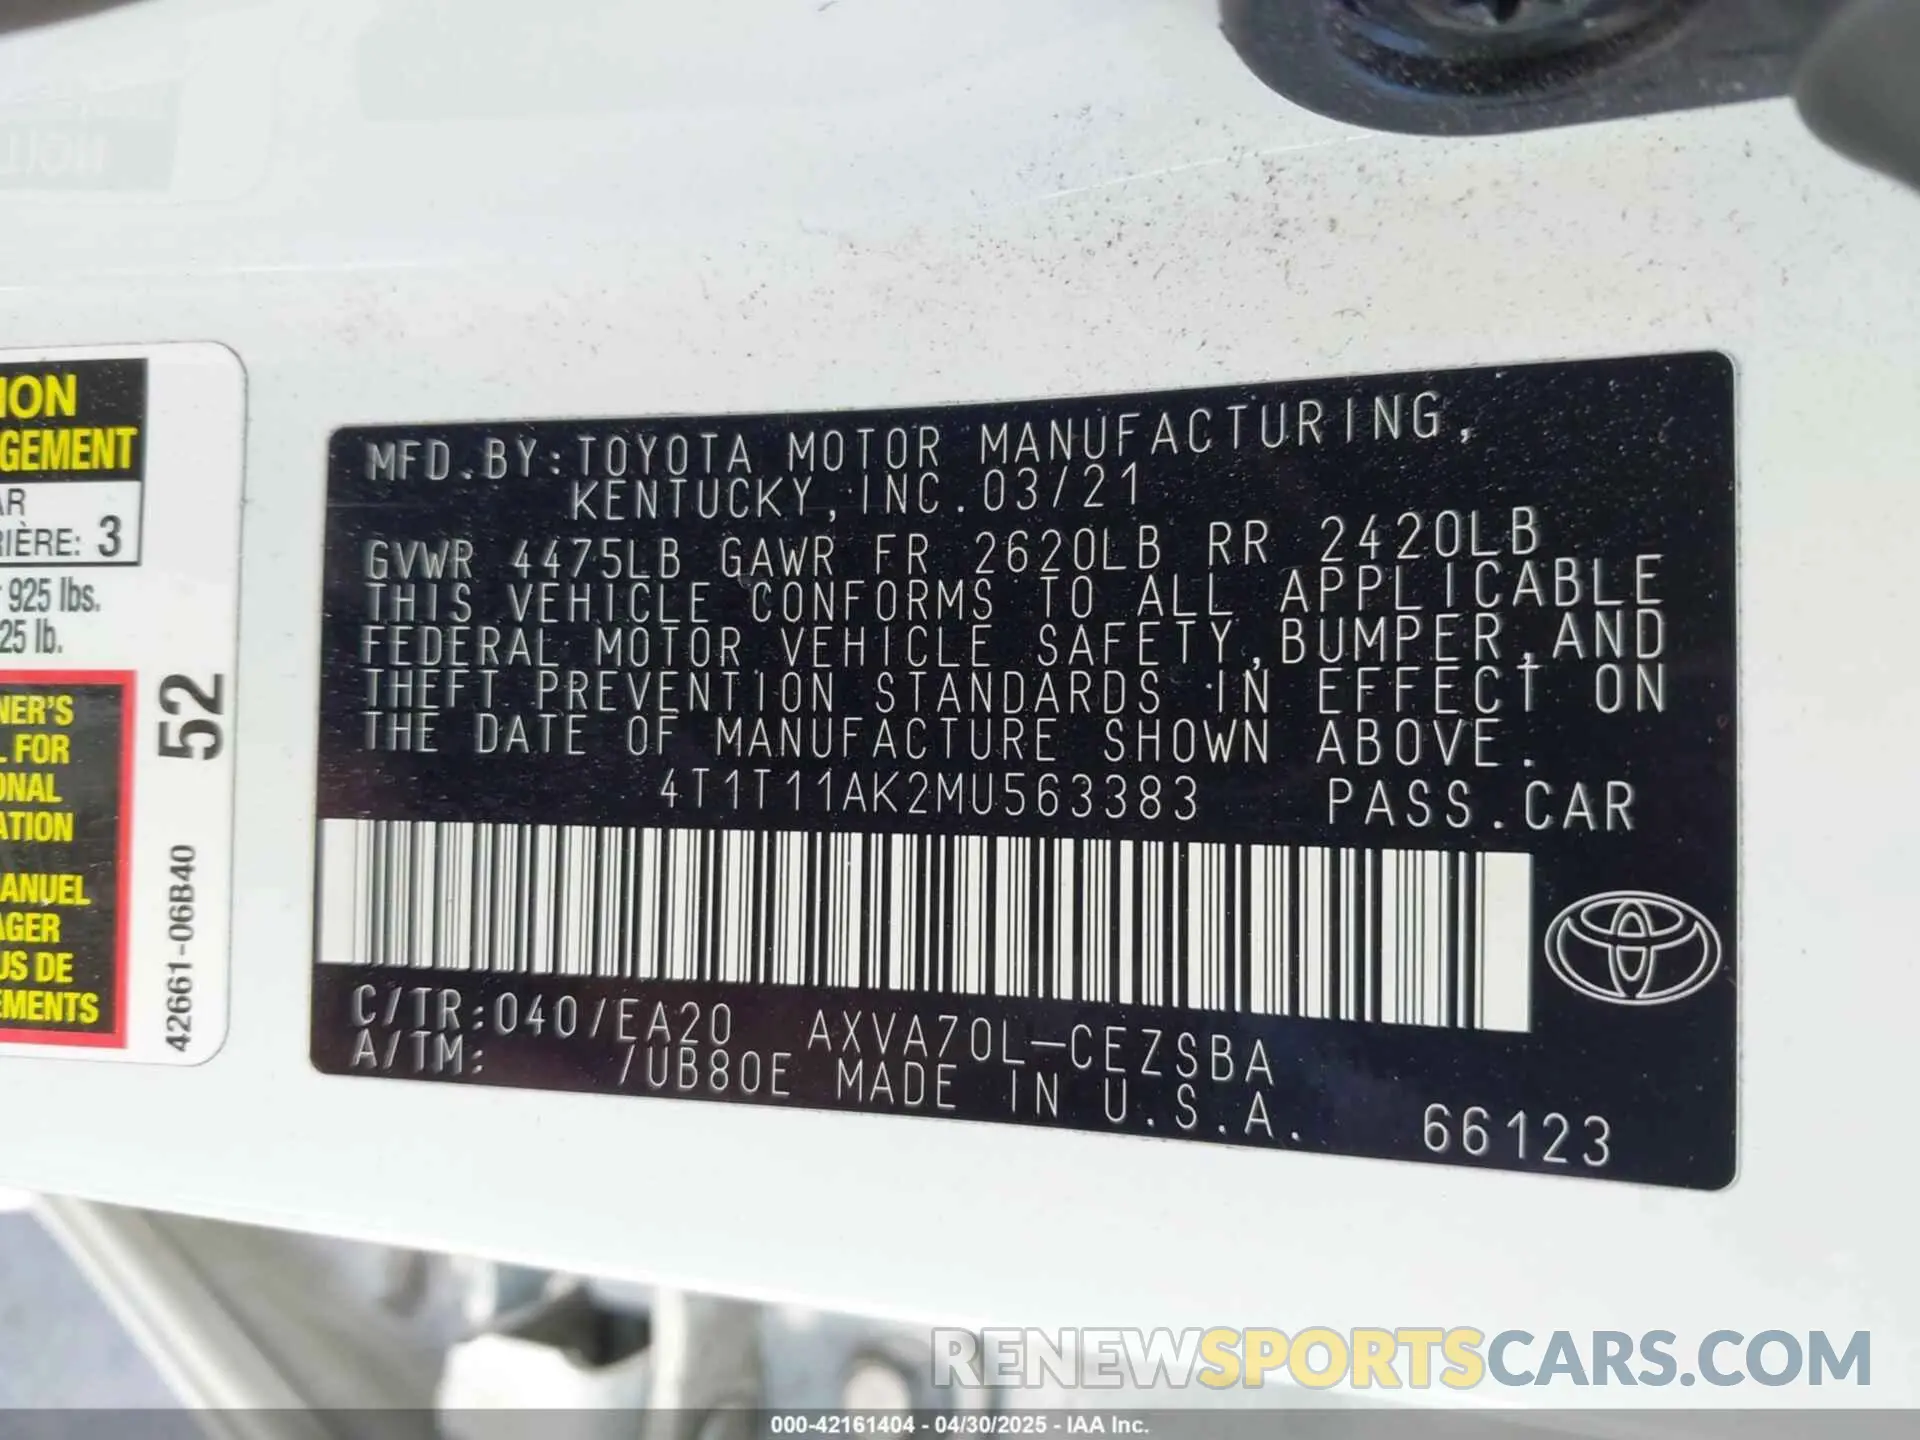 ION
GEMENT
AR
RIÈRE: 3
925 lbs.
25 lb.
NER'S
L FOR
ONAL
ATION
ANUEL
AGER
US DE
EMENTS
52
42661-06B40
MFD.BY:TOYOTA MOTOR MANUFACTURING,
KENTUCKY, INC.03/21
GVWR 4475LB GAWR FR 2620LB RR 2420LB
THIS VEHICLE CONFORMS TO ALL APPLICABLE
FEDERAL MOTOR VEHICLE SAFETY,BUMPER,AND
THEFT PREVENTION STANDARDS IN EFFECT ON
THE DATE OF MANUFACTURE SHOWN ABOVE.
4T1T11AK2MU563383 PASS.CAR
C/TR:040/EA20 AXVA70L-CEZSBA
A/TM: /UB80E MADE IN U.S.A.
66123
RENEWSPORTSCARS.COM
000-42161404 - 04/30/2025 - IAA Inc.